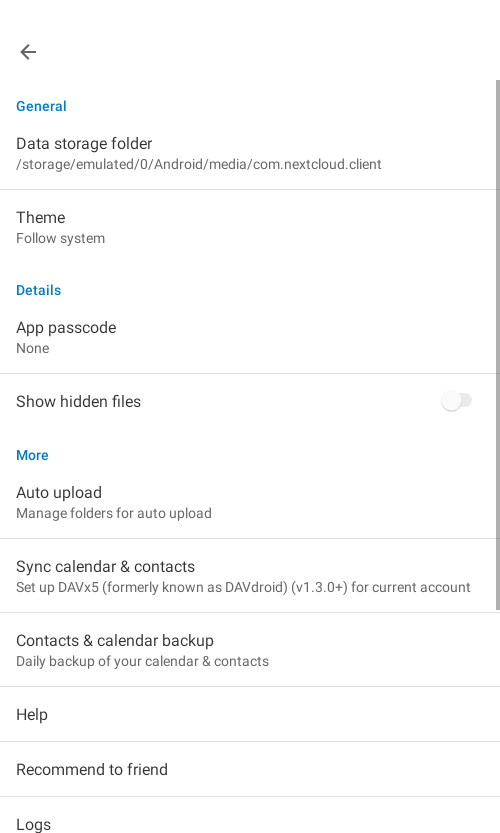 General
Data storage folder
/storage/emulated/0/Android/media/com.nextcloud.client
Theme
Follow system
Details
App passcode
None
Show hidden files
More
Auto upload
Manage folders for auto upload
Sync calendar & contacts
Set up DAVx5 (formerly known as DAVdroid) (v1.3.0+) for current account
Contacts & calendar backup
Daily backup of your calendar & contacts
Help
Recommend to friend
Logs